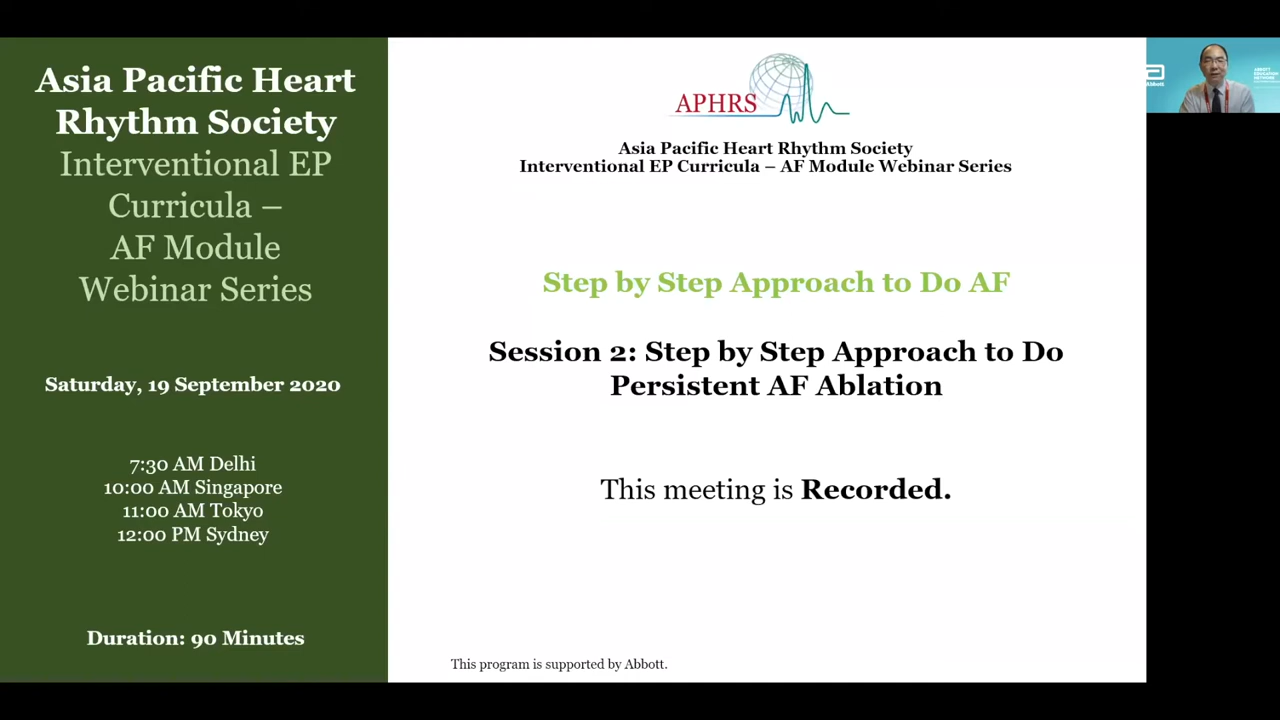 Asia Pacific Heart
Rhythm Society
Interventional EP
Curricula –
AF Module
Webinar Series
Saturday, 19 September 2020
7:30 AM Delhi
10:00 AM Singapore
11:00 AM Tokyo
12:00 PM Sydney
Duration: 90 Minutes
APHRS
Asia Pacific Heart Rhythm Society
Interventional EP Curricula – AF Module Webinar Series
Step by Step Approach to Do AF
Session 2: Step by Step Approach to Do
Persistent AF Ablation
This meeting is Recorded.
This program is supported by Abbott.
Abbott
ABBOTT
EDUCATION
NETWORK